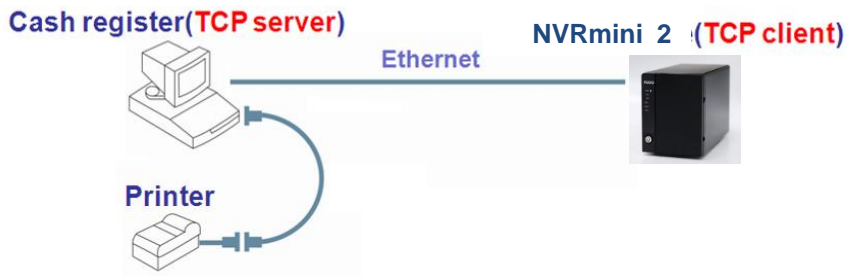 Cash register(TCP server)
NVRmini 2 (TCP client)
Ethernet
Printer